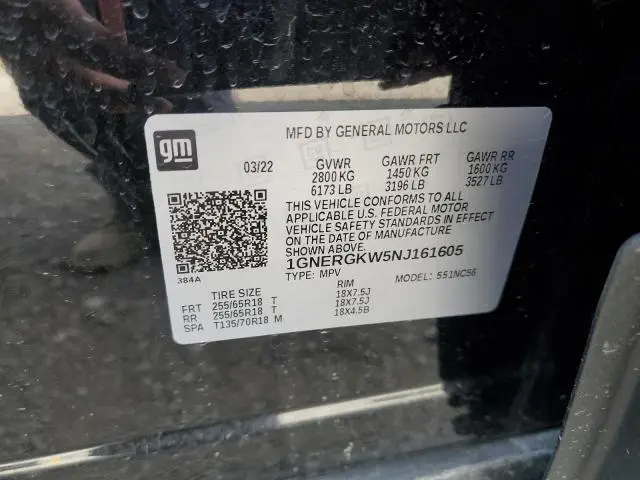 gm
MFD BY GENERAL MOTORS LLC
03/22 GVWR GAWR FRT GAWR RR
2800 KG 1450 KG 1600 KG
6173 LB 3196 LB 3527 LB
THIS VEHICLE CONFORMS TO ALL
APPLICABLE U.S. FEDERAL MOTOR
VEHICLE SAFETY STANDARDS IN EFFECT
ON THE DATE OF MANUFACTURE
SHOWN ABOVE.
1GNERGKW5NJ161605
384A TYPE: MPV MODEL: 551NC56
TIRE SIZE RIM
FRT 255/65R18 T 18X7.5J
RR 255/65R18 T 18X7.5J
SPA T135/70R18 M 18X4.5B